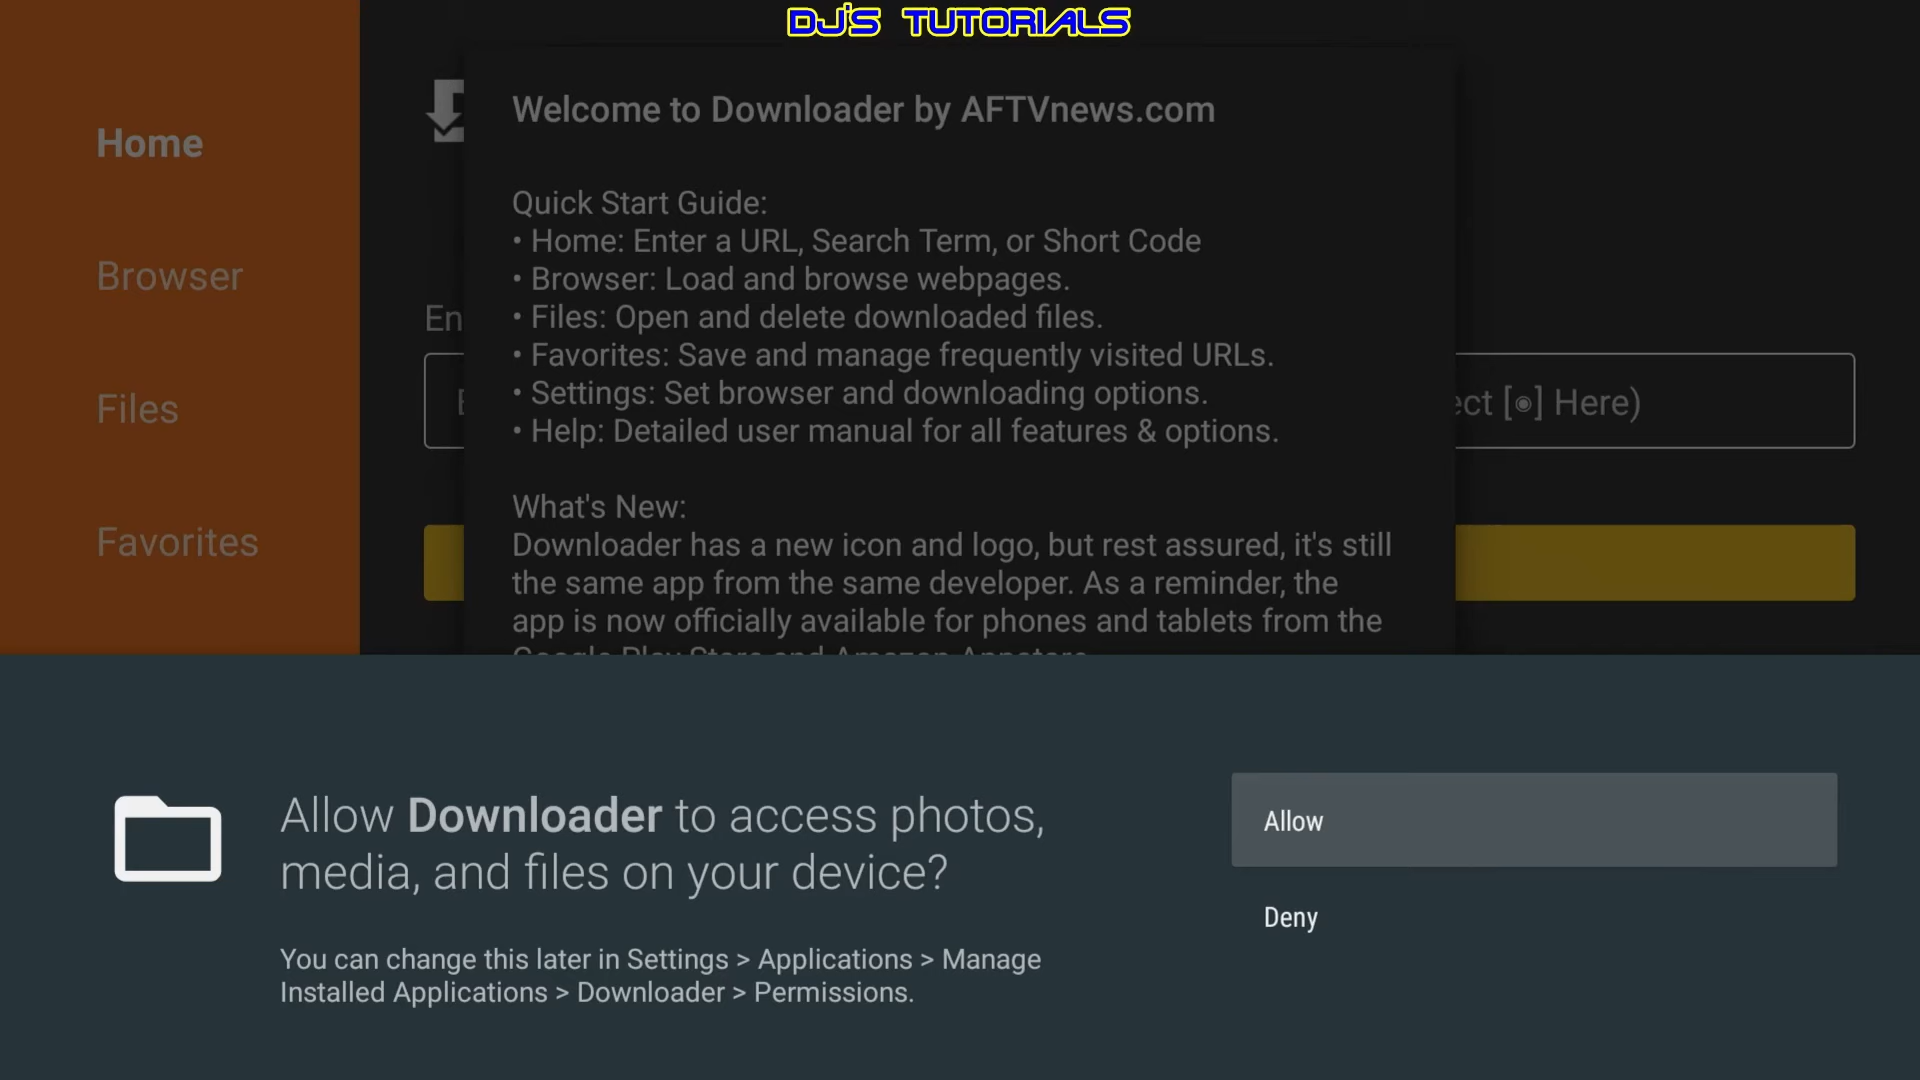 DJ'S TUTORIALS
Home
Browser
Files
Favorites
Welcome to Downloader by AFTVnews.com
Quick Start Guide:
• Home: Enter a URL, Search Term, or Short Code
• Browser: Load and browse webpages.
• Files: Open and delete downloaded files.
• Favorites: Save and manage frequently visited URLs.
• Settings: Set browser and downloading options.
• Help: Detailed user manual for all features & options.
What's New:
Downloader has a new icon and logo, but rest assured, it's still
the same app from the same developer. As a reminder, the
app is now officially available for phones and tablets from the
Google Play Store and Amazon Appstore.
En
ect [◉] Here)
Allow Downloader to access photos,
media, and files on your device?
You can change this later in Settings > Applications > Manage
Installed Applications > Downloader > Permissions.
Allow
Deny